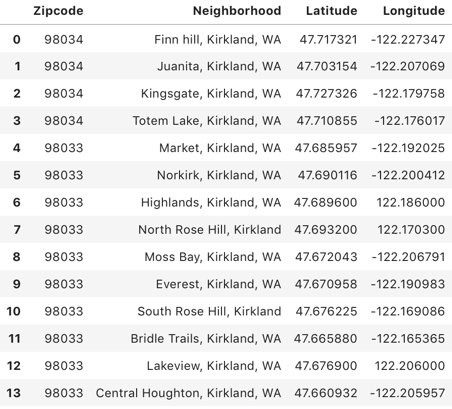 Zipcode Neighborhood Latitude Longitude
0 98034 Finn hill, Kirkland, WA 47.717321 -122.227347
1 98034 Juanita, Kirkland, WA 47.703154 -122.207069
2 98034 Kingsgate, Kirkland, WA 47.727326 -122.179758
3 98034 Totem Lake, Kirkland, WA 47.710855 -122.176017
4 98033 Market, Kirkland, WA 47.685957 -122.192025
5 98033 Norkirk, Kirkland, WA 47.690116 -122.200412
6 98033 Highlands, Kirkland, WA 47.689600 122.186000
7 98033 North Rose Hill, Kirkland 47.693200 122.170300
8 98033 Moss Bay, Kirkland, WA 47.672043 -122.206791
9 98033 Everest, Kirkland, WA 47.670958 -122.190983
10 98033 South Rose Hill, Kirkland 47.676225 -122.169086
11 98033 Bridle Trails, Kirkland, WA 47.665880 -122.165365
12 98033 Lakeview, Kirkland, WA 47.676900 122.206000
13 98033 Central Houghton, Kirkland, WA 47.660932 -122.205957